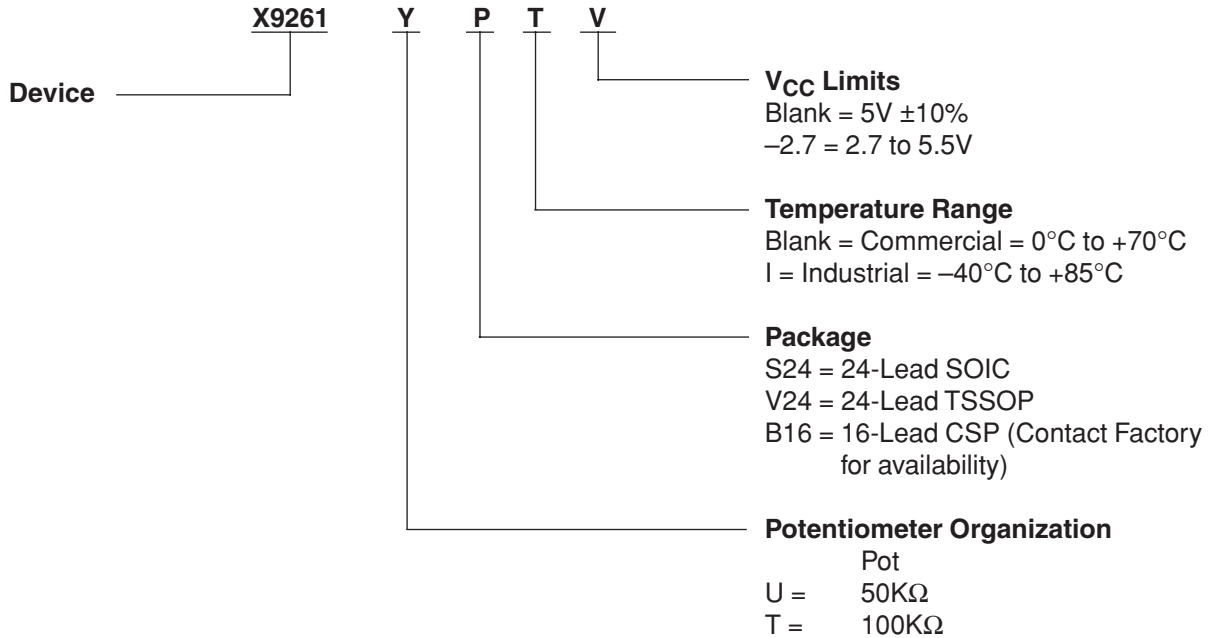 X9261 Y P T V
Device
VCC Limits
Blank = 5V ±10%
–2.7 = 2.7 to 5.5V
Temperature Range
Blank = Commercial = 0°C to +70°C
I = Industrial = –40°C to +85°C
Package
S24 = 24-Lead SOIC
V24 = 24-Lead TSSOP
B16 = 16-Lead CSP (Contact Factory
for availability)
Potentiometer Organization
Pot
U = 50KΩ
T = 100KΩ